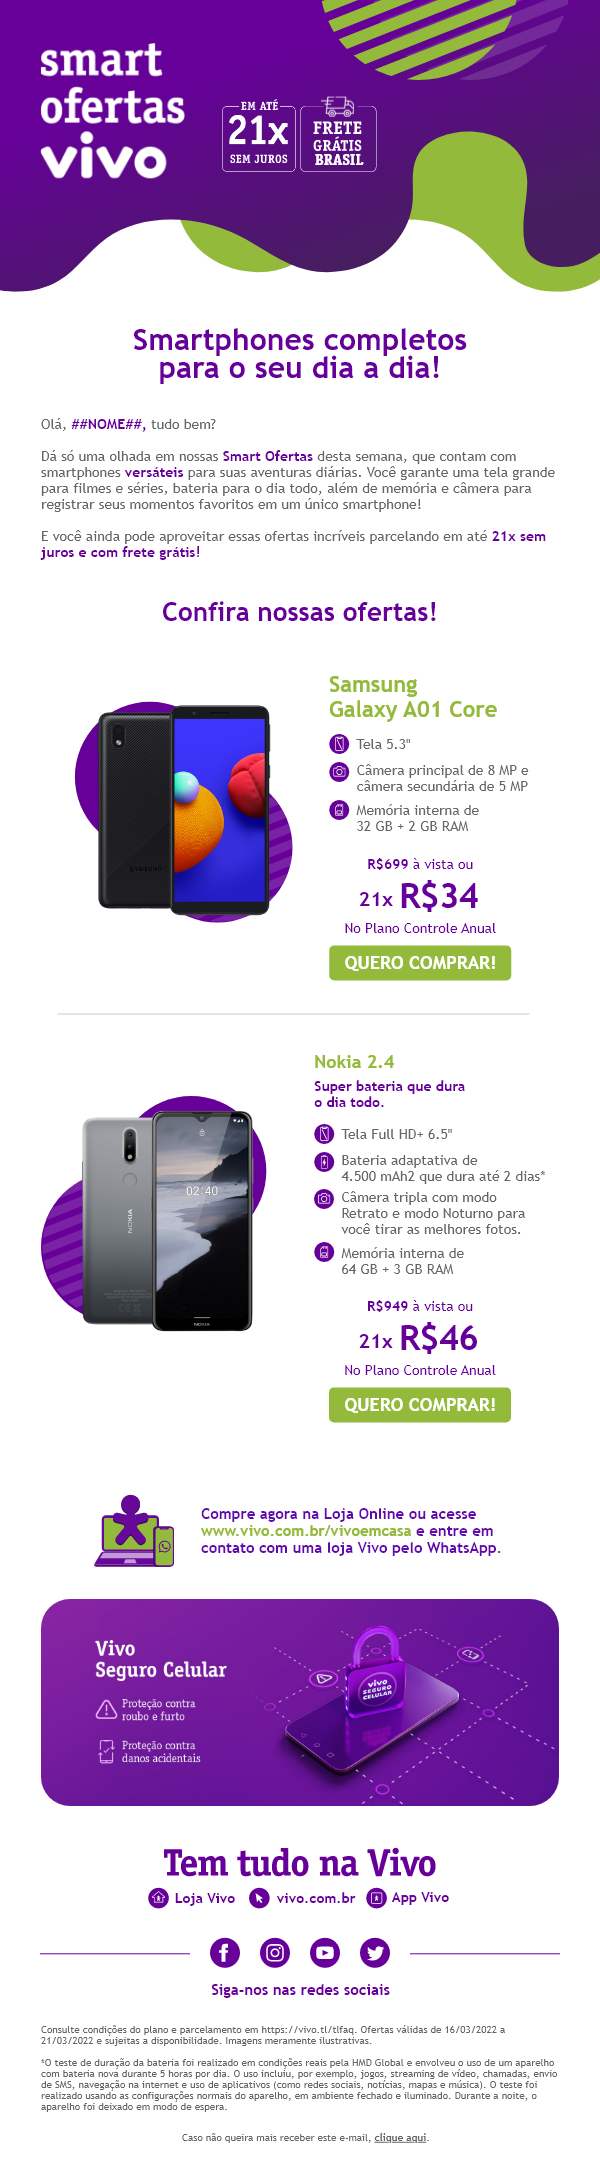 smart
ofertas
vivo
EM ATÉ
21x
SEM JUROS
FRETE
GRÁTIS
BRASIL
Smartphones completos
para o seu dia a dia!
Olá, ##NOME##, tudo bem?
Dá só uma olhada em nossas Smart Ofertas desta semana, que contam com
smartphones versáteis para suas aventuras diárias. Você garante uma tela grande
para filmes e séries, bateria para o dia todo, além de memória e câmera para
registrar seus momentos favoritos em um único smartphone!
E você ainda pode aproveitar essas ofertas incríveis parcelando em até 21x sem
juros e com frete grátis!
Confira nossas ofertas!
Samsung
Galaxy A01 Core
Tela 5.3"
Câmera principal de 8 MP e
câmera secundária de 5 MP
Memória interna de
32 GB + 2 GB RAM
SAMSUNG
R$699 à vista ou
21x R$34
No Plano Controle Anual
QUERO COMPRAR!
Nokia 2.4
Super bateria que dura
o dia todo.
Tela Full HD+ 6.5"
Bateria adaptativa de
4.500 mAh2 que dura até 2 dias*
Câmera tripla com modo
Retrato e modo Noturno para
você tirar as melhores fotos.
Memória interna de
64 GB + 3 GB RAM
02:40
NOKIA
NOKIA
R$949 à vista ou
21x R$46
No Plano Controle Anual
QUERO COMPRAR!
Compre agora na Loja Online ou acesse
www.vivo.com.br/vivoemcasa e entre em
contato com uma loja Vivo pelo WhatsApp.
Vivo
Seguro Celular
Proteção contra
roubo e furto
Proteção contra
danos acidentais
vivo
SEGURO
CELULAR
Tem tudo na Vivo
Loja Vivo vivo.com.br App Vivo
Siga-nos nas redes sociais
Consulte condições do plano e parcelamento em https://vivo.tl/tlfaq. Ofertas válidas de 16/03/2022 a
21/03/2022 e sujeitas a disponibilidade. Imagens meramente ilustrativas.
*O teste de duração da bateria foi realizado em condições reais pela HMD Global e envolveu o uso de um aparelho
com bateria nova durante 5 horas por dia. O uso incluiu, por exemplo, jogos, streaming de vídeo, chamadas, envio
de SMS, navegação na internet e uso de aplicativos (como redes sociais, notícias, mapas e música). O teste foi
realizado usando as configurações normais do aparelho, em ambiente fechado e iluminado. Durante a noite, o
aparelho foi deixado em modo de espera.
Caso não queira mais receber este e-mail, clique aqui.